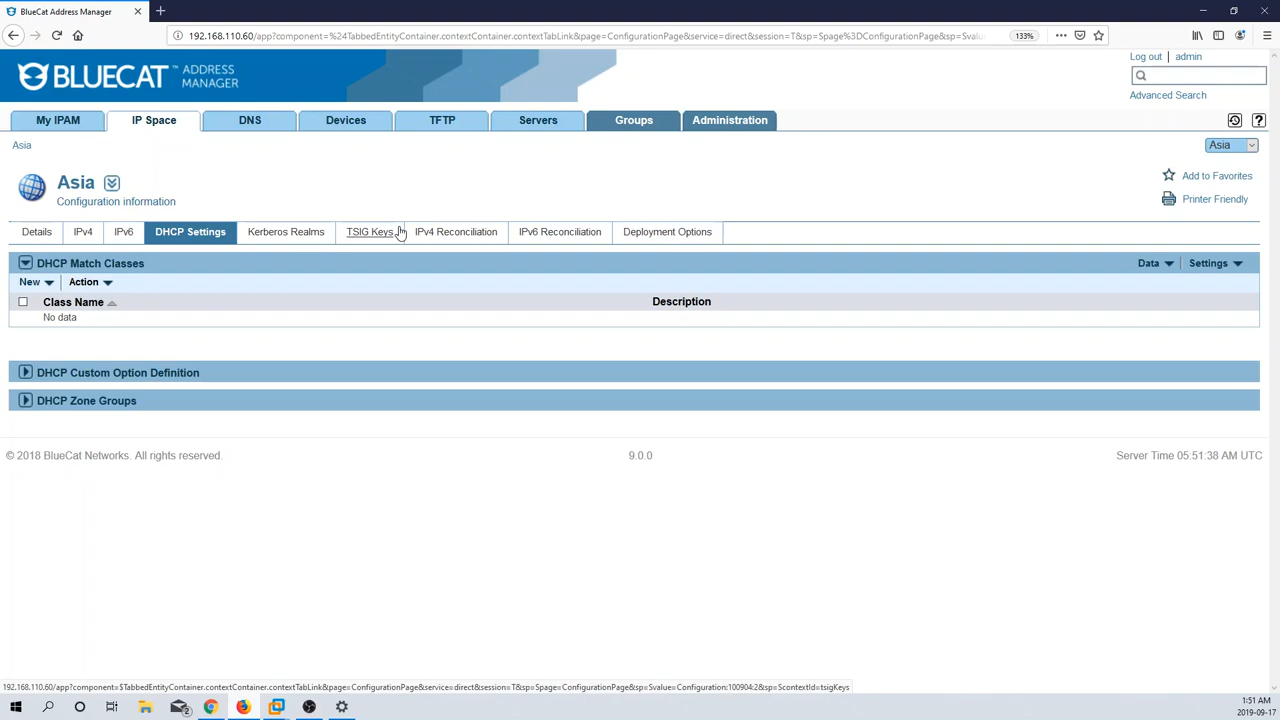 BlueCat Address Manager
192.168.110.60/app?component=%24TabbedEntityContainer.contextContainer.contextTabLink&page=ConfigurationPage&service=direct&session=T&sp=Spage%3DConfigurationPage&sp=Svalu
133%
BLUECAT™ ADDRESS MANAGER
Log out | admin
Advanced Search
My IPAM
IP Space
DNS
Devices
TFTP
Servers
Groups
Administration
Asia
Asia
Asia
Configuration information
Add to Favorites
Printer Friendly
Details
IPv4
IPv6
DHCP Settings
Kerberos Realms
TSIG Keys
IPv4 Reconciliation
IPv6 Reconciliation
Deployment Options
DHCP Match Classes
Data
Settings
New
Action
Class Name
Description
No data
DHCP Custom Option Definition
DHCP Zone Groups
© 2018 BlueCat Networks. All rights reserved.
9.0.0
Server Time 05:51:38 AM UTC
192.168.110.60/app?component=$TabbedEntityContainer.contextContainer.contextTabLink&page=ConfigurationPage&service=direct&session=T&sp=Spage=ConfigurationPage&sp=Svalue=Configuration:100904:2&sp=ScontextId=tsigKeys
2
1:51 AM
2019-09-17